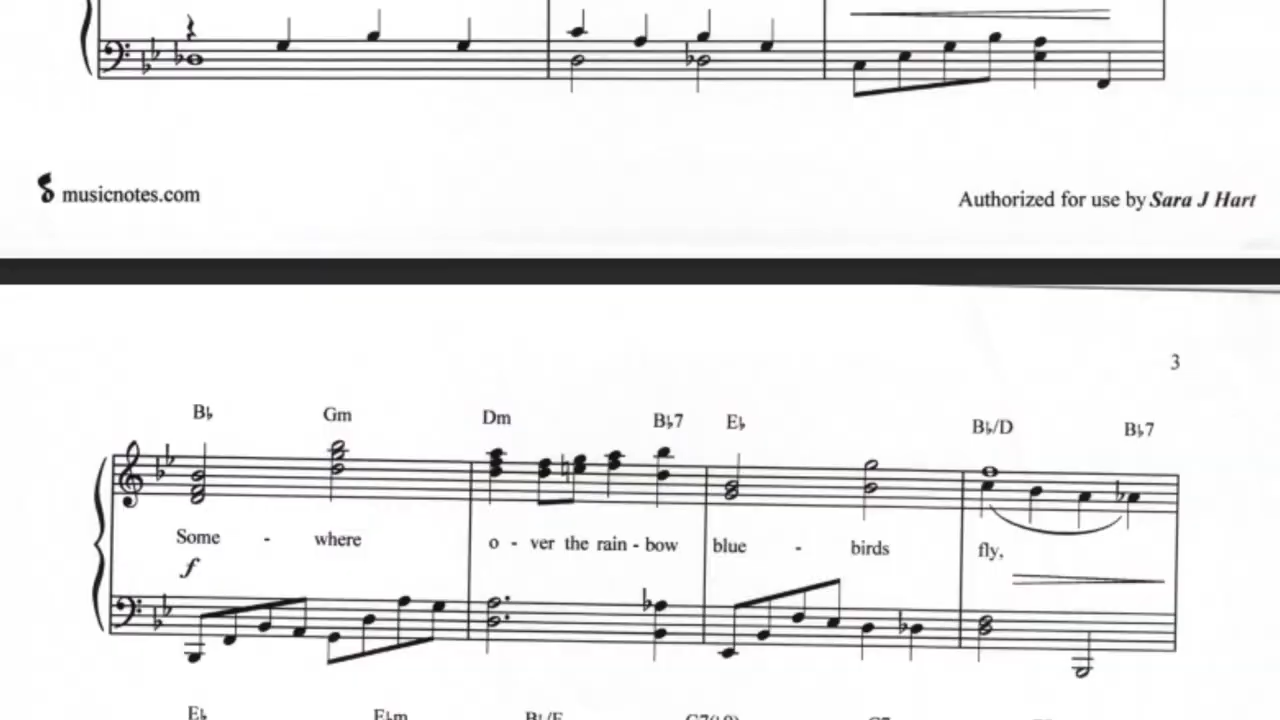 musicnotes.com
Authorized for use by Sara J Hart
3
B♭ Gm Dm B♭7 E♭ B♭/D B♭7
Some - where o - ver the rain - bow blue - birds fly,
f
E♭ E♭m